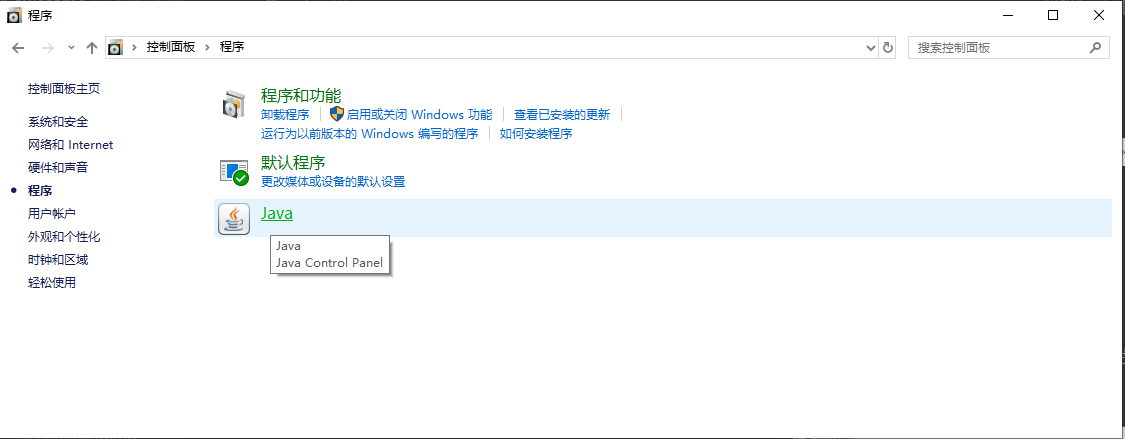 程序
控制面板 程序
搜索控制面板
控制面板主页
系统和安全
网络和 Internet
硬件和声音
程序
用户帐户
外观和个性化
时钟和区域
轻松使用
程序和功能
卸载程序 启用或关闭 Windows 功能 查看已安装的更新
运行为以前版本的 Windows 编写的程序 如何安装程序
默认程序
更改媒体或设备的默认设置
Java
Java
Java Control Panel